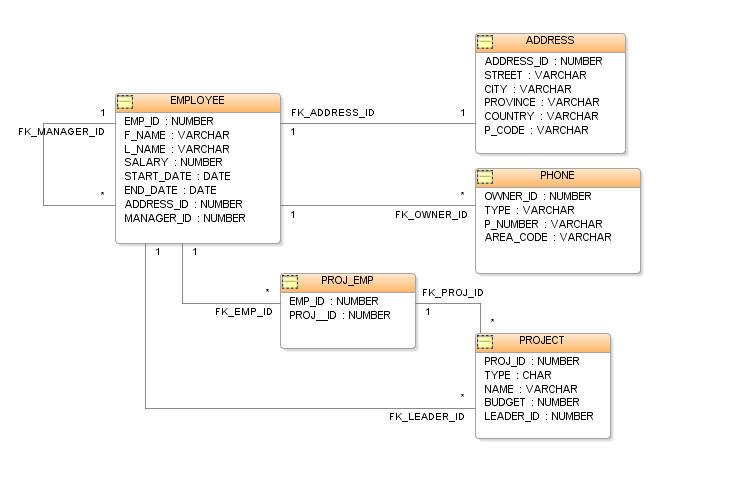 ADDRESS
ADDRESS_ID : NUMBER
STREET : VARCHAR
CITY : VARCHAR
PROVINCE : VARCHAR
COUNTRY : VARCHAR
P_CODE : VARCHAR
EMPLOYEE
EMP_ID : NUMBER
F_NAME : VARCHAR
L_NAME : VARCHAR
SALARY : NUMBER
START_DATE : DATE
END_DATE : DATE
ADDRESS_ID : NUMBER
MANAGER_ID : NUMBER
1
FK_MANAGER_ID
*
FK_ADDRESS_ID
1
1
PHONE
OWNER_ID : NUMBER
TYPE : VARCHAR
P_NUMBER : VARCHAR
AREA_CODE : VARCHAR
1
*
FK_OWNER_ID
1
1
PROJ_EMP
EMP_ID : NUMBER
PROJ__ID : NUMBER
*
FK_EMP_ID
FK_PROJ_ID
1
*
PROJECT
PROJ_ID : NUMBER
TYPE : CHAR
NAME : VARCHAR
BUDGET : NUMBER
LEADER_ID : NUMBER
*
FK_LEADER_ID